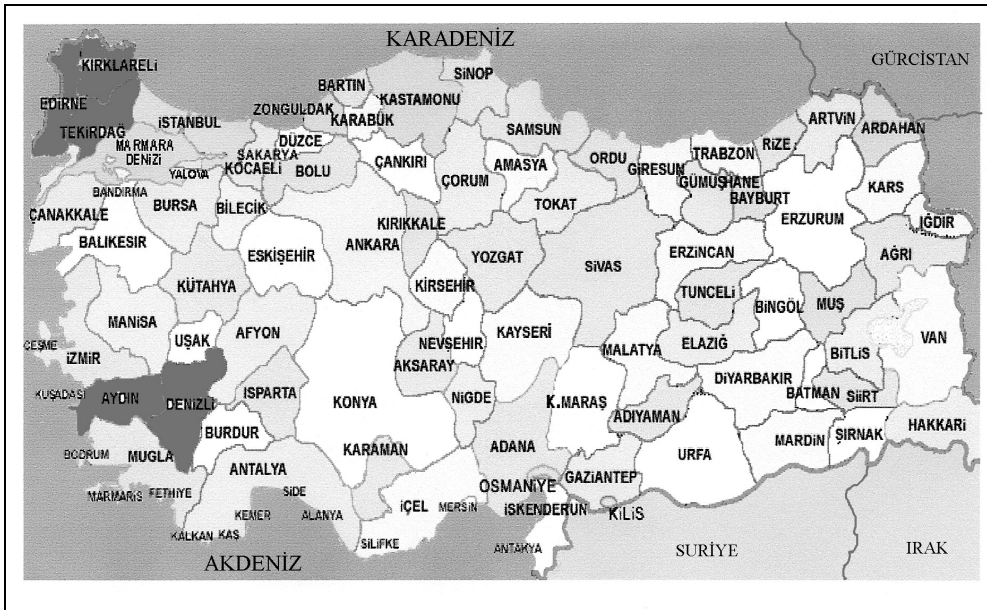 KARADENİZ
GÜRCİSTAN
KIRKLARELİ
SİNOP
BARTIN
KASTAMONU
EDİRNE
ZONGULDAK
ARTVİN
İSTANBUL
KARABÜK
ARDAHAN
TEKİRDAĞ
SAMSUN
DÜZCE
RİZE
MARMARA
DENİZİ
SAKARYA
TRABZON
ORDU
KOCAELİ
BOLU
ÇANKIRI
AMASYA
GİRESUN
YALOVA
ÇORUM
GÜMÜŞHANE
KARS
BANDIRMA
BAYBURT
BURSA
BİLECİK
TOKAT
ÇANAKKALE
ERZURUM
IĞDIR
KIRIKKALE
BALIKESIR
ANKARA
ESKİŞEHİR
YOZGAT
ERZİNCAN
AĞRI
SİVAS
KÜTAHYA
KİRSEHİR
TUNCELİ
BİNGÖL
MUŞ
MANİSA
AFYON
KAYSERİ
UŞAK
VAN
NEVŞEHİR
ELAZIĞ
ÇEŞME
MALATYA
BİTLİS
İZMİR
AKSARAY
DİYARBAKIR
KUŞADASI
AYDIN
ISPARTA
NİGDE
BATMAN
SİİRT
DENİZLİ
KONYA
K.MARAŞ
ADIYAMAN
BURDUR
HAKKARİ
ŞIRNAK
MARDİN
BODRUM
MUGLA
KARAMAN
ADANA
URFA
ANTALYA
GAZİANTEP
MARMARİS
FETHİYE
SİDE
OSMANİYE
İÇEL
MERSİN
İSKENDERUN
KEMER
ALANYA
KİLİS
KALKAN
KAŞ
SİLİFKE
ANTAKYA
SURİYE
IRAK
AKDENİZ